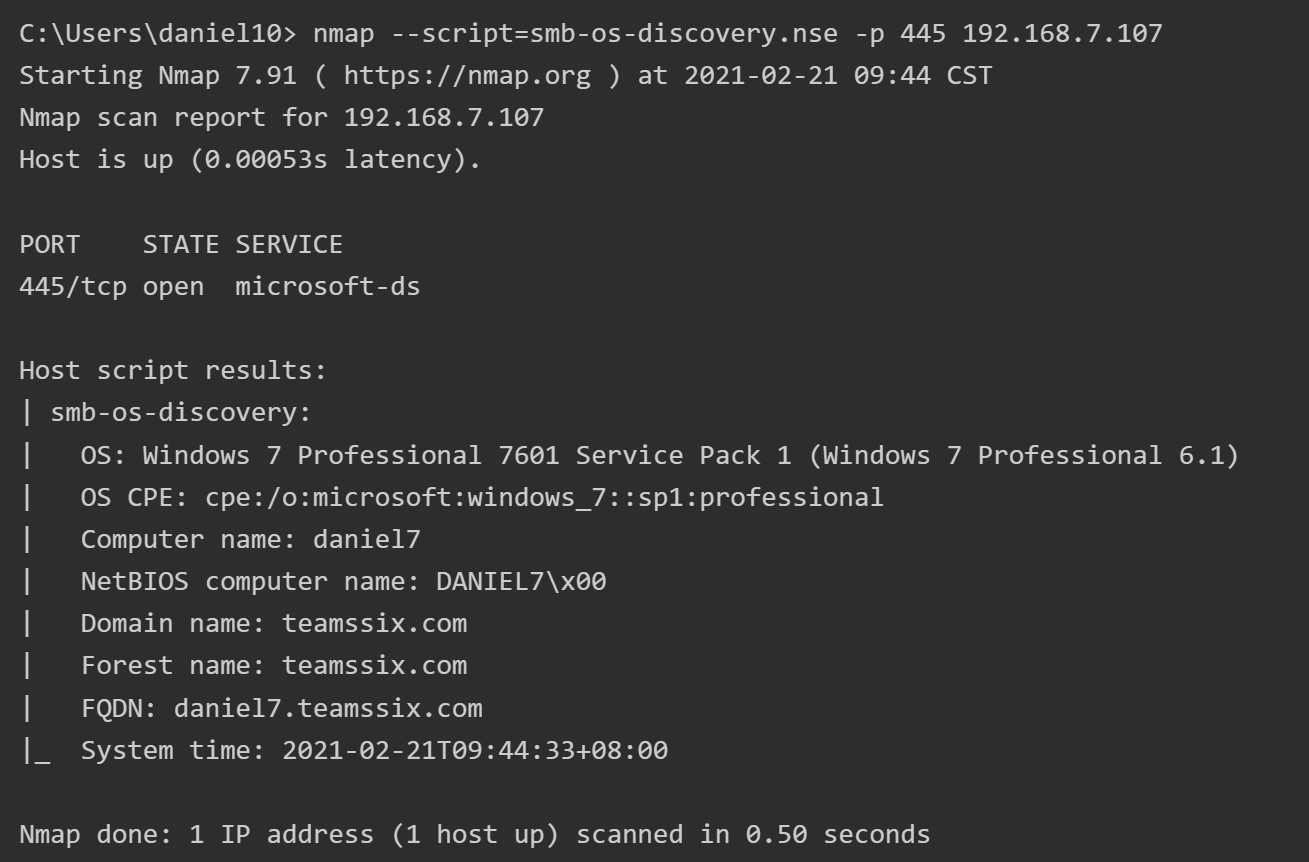 C:\Users\daniel10> nmap --script=smb-os-discovery.nse -p 445 192.168.7.107
Starting Nmap 7.91 ( https://nmap.org ) at 2021-02-21 09:44 CST
Nmap scan report for 192.168.7.107
Host is up (0.00053s latency).

PORT    STATE SERVICE
445/tcp open  microsoft-ds

Host script results:
| smb-os-discovery:
|   OS: Windows 7 Professional 7601 Service Pack 1 (Windows 7 Professional 6.1)
|   OS CPE: cpe:/o:microsoft:windows_7::sp1:professional
|   Computer name: daniel7
|   NetBIOS computer name: DANIEL7\x00
|   Domain name: teamssix.com
|   Forest name: teamssix.com
|   FQDN: daniel7.teamssix.com
|_  System time: 2021-02-21T09:44:33+08:00

Nmap done: 1 IP address (1 host up) scanned in 0.50 seconds